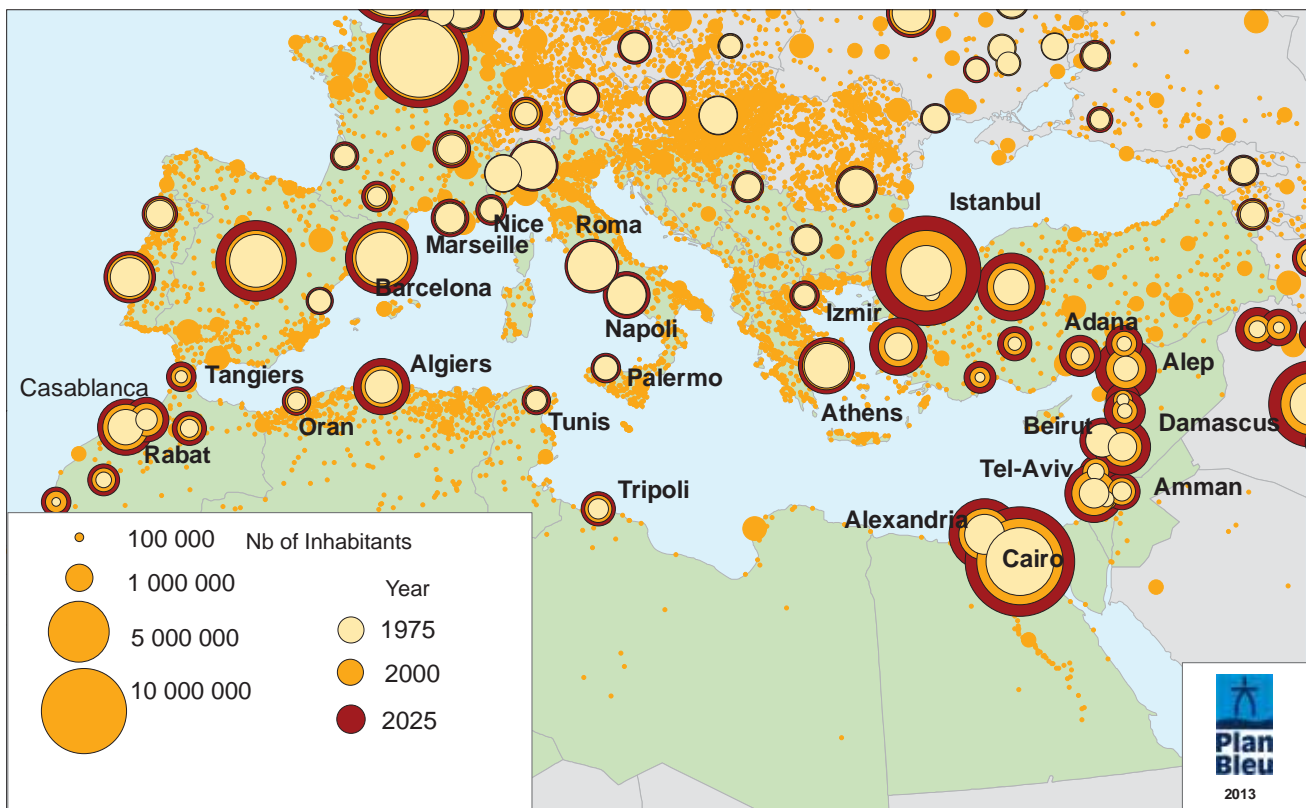 Istanbul
Nice
Roma
Marseille
Barcelona
Izmir
Napoli
Adana
Algiers
Tangiers
Alep
Casablanca
Palermo
Athens
Oran
Tunis
Damascus
Beirut
Rabat
Tel-Aviv
Tripoli
Amman
Alexandria
Cairo
100 000
Nb of Inhabitants
1 000 000
5 000 000
10 000 000
Year
1975
2000
2025
Plan
Bleu
2013